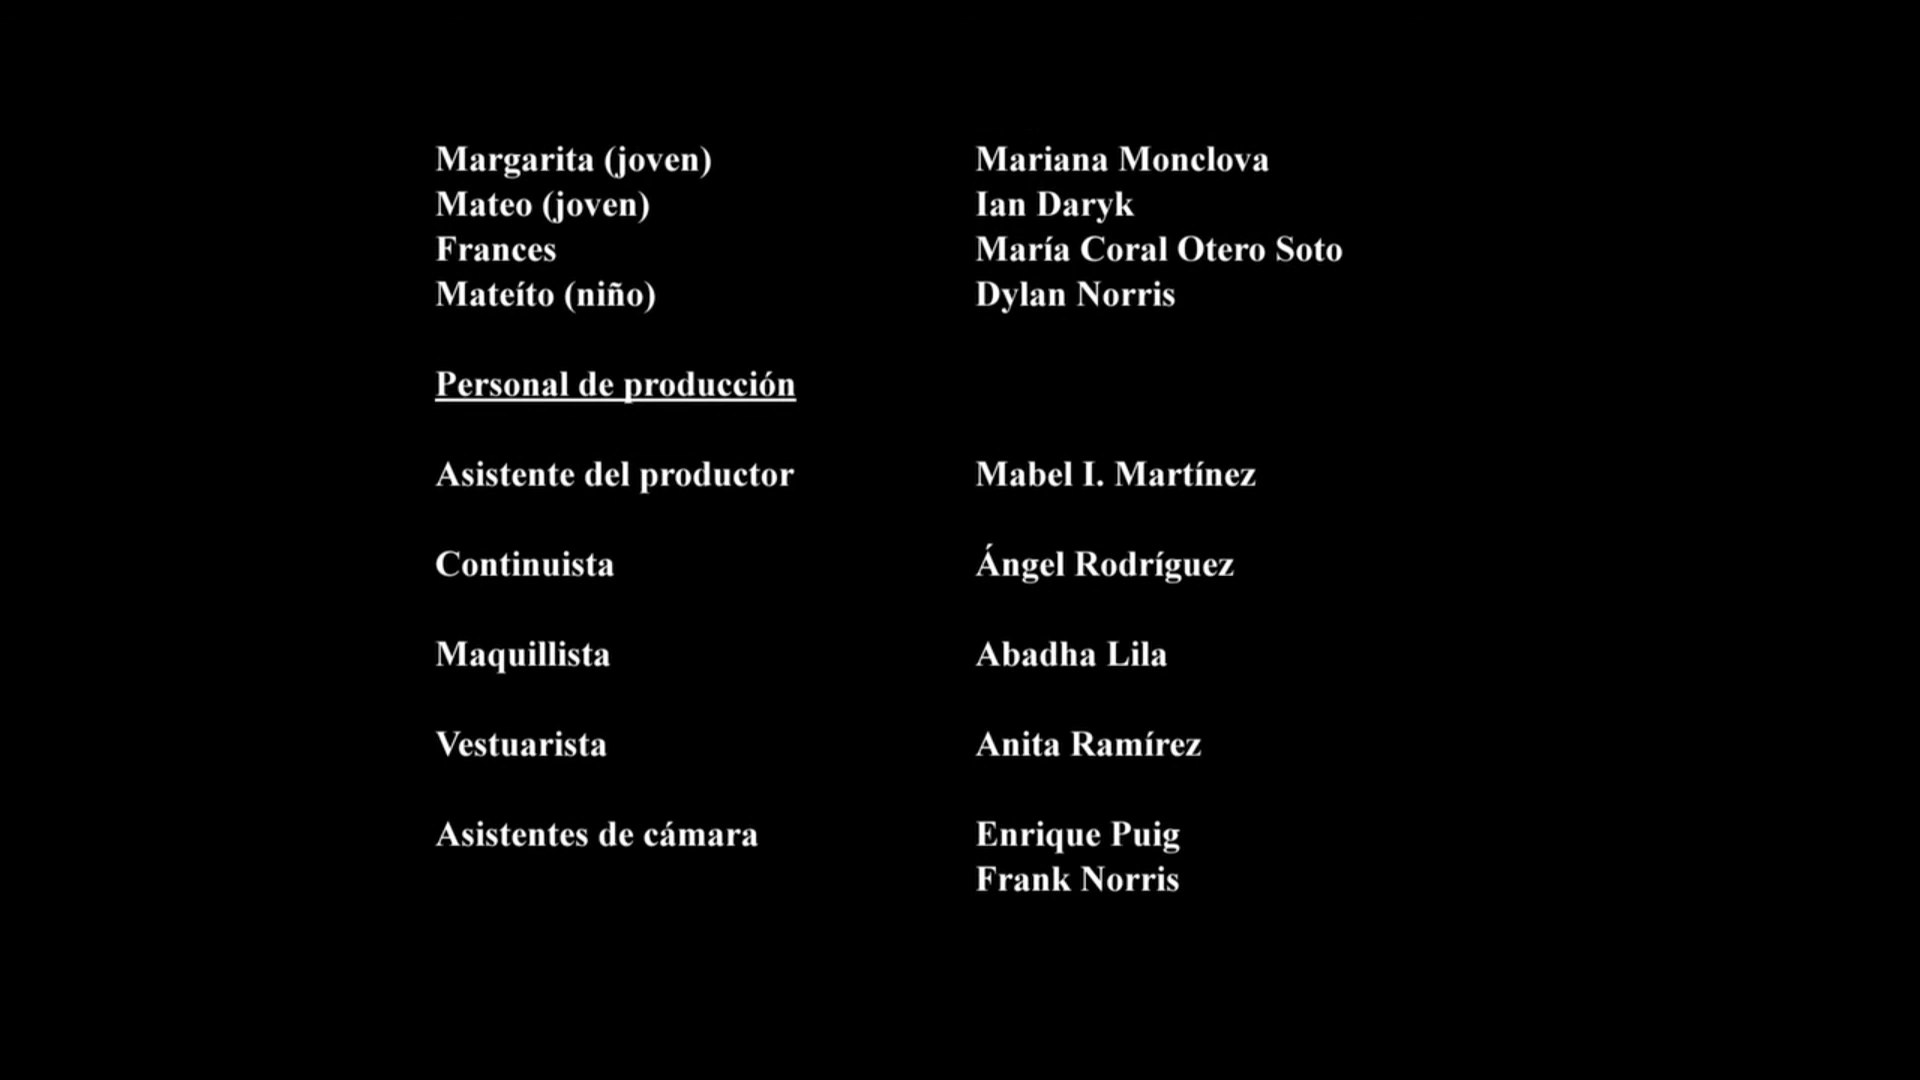 Margarita (joven) Mariana Monclova
Mateo (joven) Ian Daryk
Frances María Coral Otero Soto
Mateíto (niño) Dylan Norris
Personal de producción
Asistente del productor Mabel I. Martínez
Continuista Ángel Rodríguez
Maquillista Abadha Lila
Vestuarista Anita Ramírez
Asistentes de cámara Enrique Puig
Frank Norris